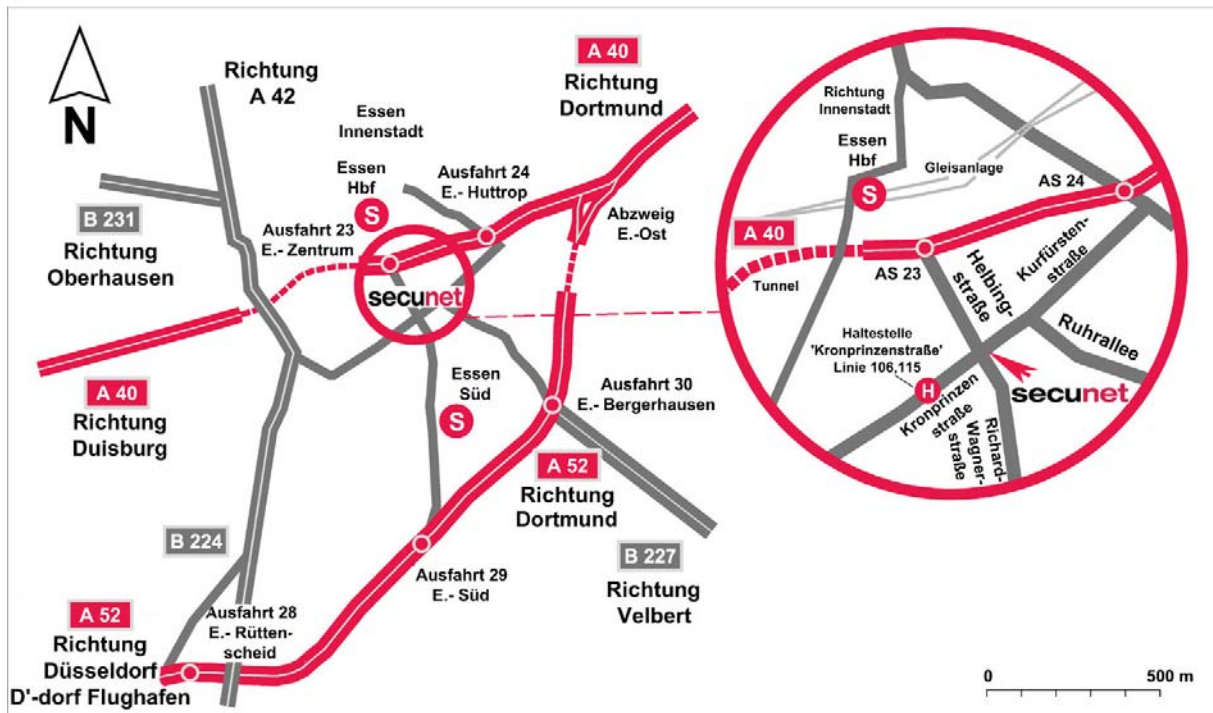 N
Richtung
A 42
B 231
Richtung
Oberhausen
Essen
Innenstadt
Essen
Hbf
S
A 40
Richtung
Dortmund
Ausfahrt 24
E.- Huttrop
Ausfahrt 23
E.- Zentrum
Abzweig
E.-Ost
secunet
A 40
Richtung
Duisburg
Essen
Süd
S
Ausfahrt 30
E.- Bergerhausen
A 52
Richtung
Dortmund
B 224
Ausfahrt 29
E.- Süd
B 227
Richtung
Velbert
A 52
Richtung
Düsseldorf
D'-dorf Flughafen
Ausfahrt 28
E.- Rütten-
scheid
Richtung
Innenstadt
Essen
Hbf
S
Gleisanlage
AS 24
A 40
Tunnel
AS 23
Helbing-
straße
Kurfürsten-
straße
Ruhrallee
Haltestelle
'Kronprinzenstraße'
Linie 106,115
H
Kronprinzen
straße
secunet
Richard-
Wagner-
straße
0
500 m